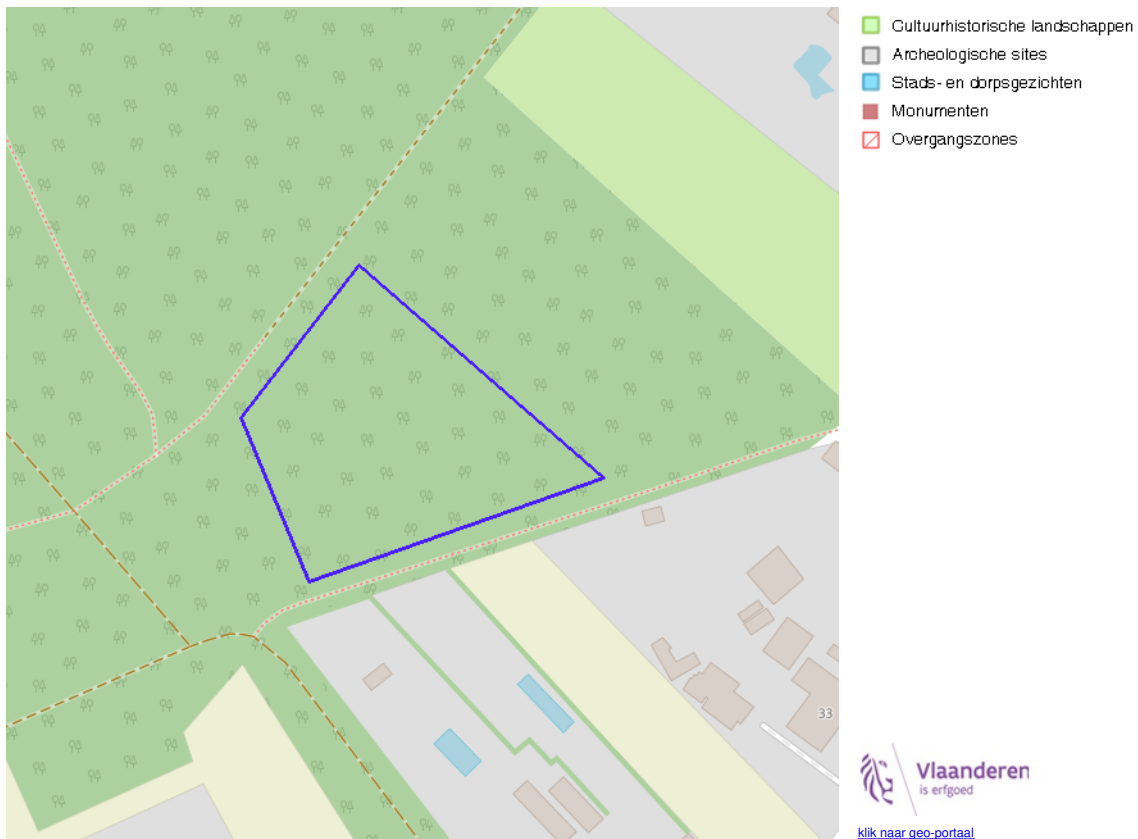 Cultuurhistorische landschappen
Archeologische sites
Stads- en dorpsgezichten
Monumenten
Overgangszones
33
Vlaanderen
is erfgoed
klik naar geo-portaal